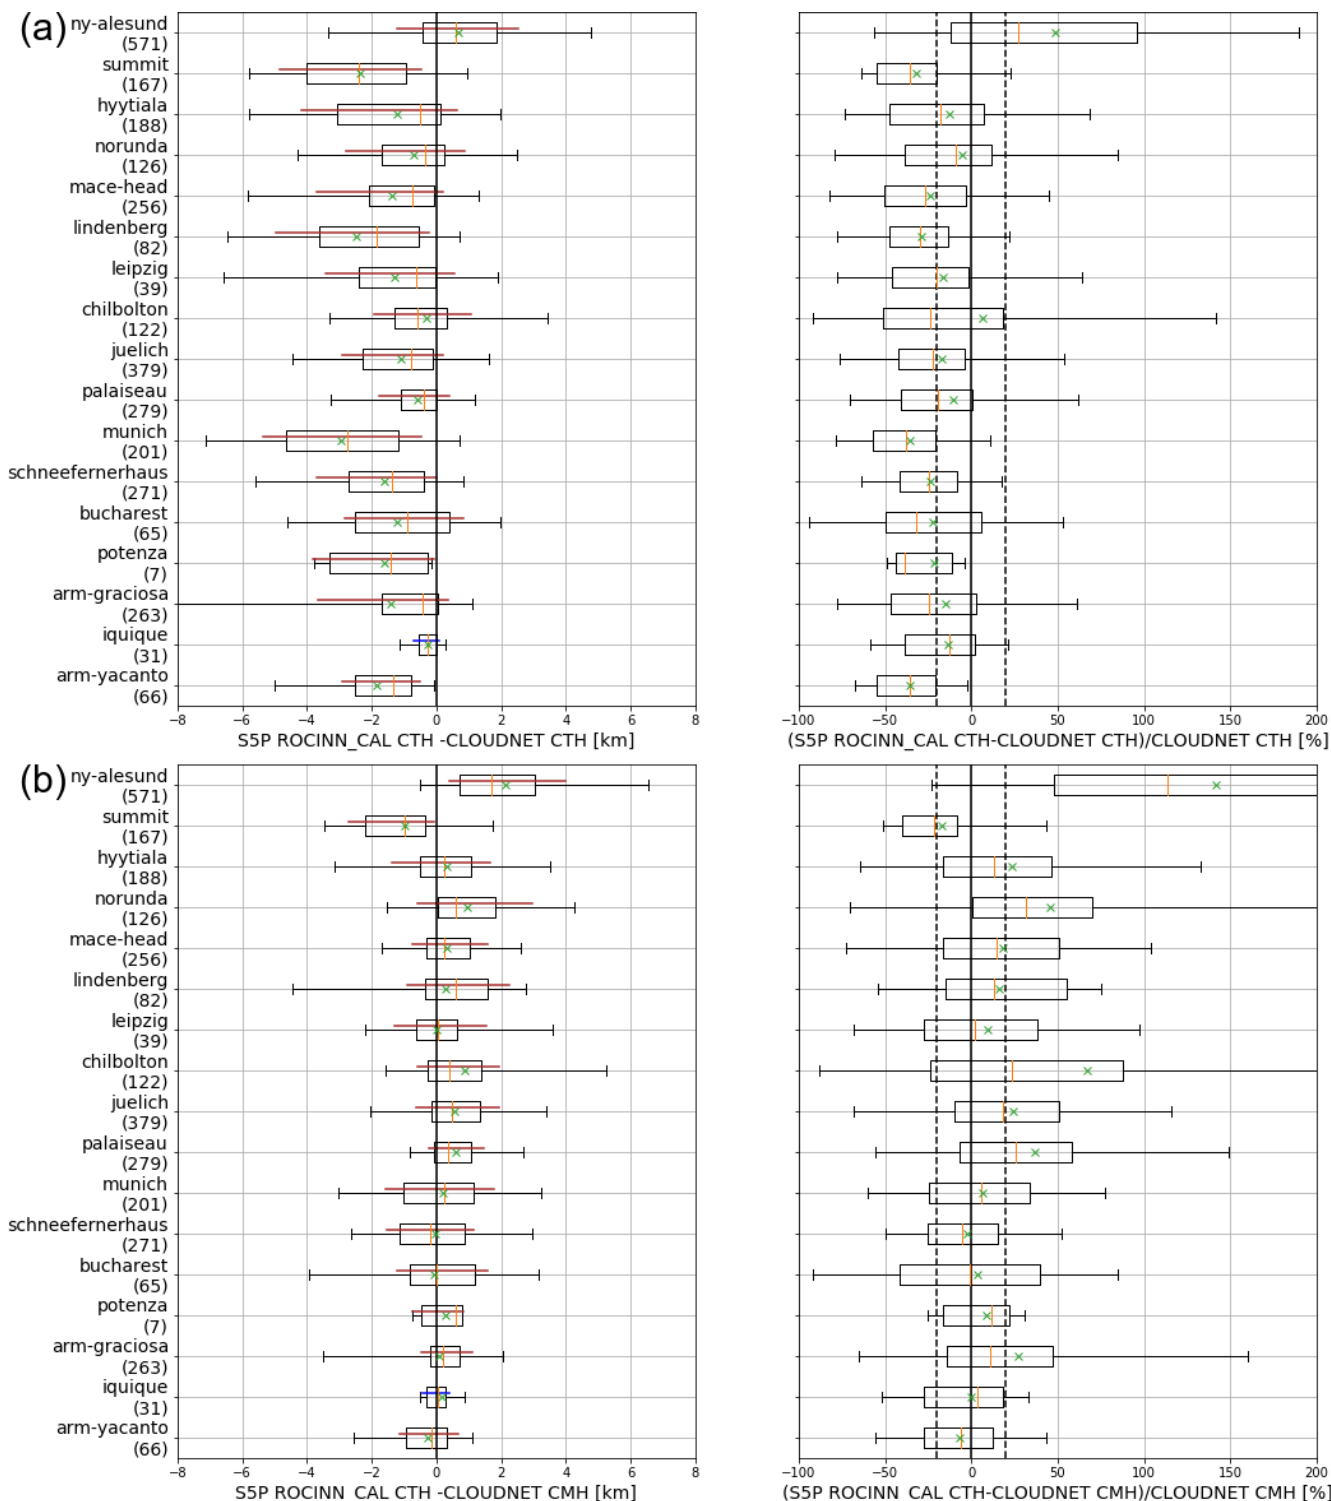 (a)
ny-alesund
(571)
summit
(167)
hyytiala
(188)
norunda
(126)
mace-head
(256)
lindenberg
(82)
leipzig
(39)
chilbolton
(122)
juelich
(379)
palaiseau
(279)
munich
(201)
schneefernerhaus
(271)
bucharest
(65)
potenza
(7)
arm-graciosa
(263)
iquique
(31)
arm-yacanto
(66)
−8 −6 −4 −2 0 2 4 6 8
S5P ROCINN_CAL CTH -CLOUDNET CTH [km]
−100 −50 0 50 100 150 200
(S5P ROCINN_CAL CTH-CLOUDNET CTH)/CLOUDNET CTH [%]
(b)
ny-alesund
(571)
summit
(167)
hyytiala
(188)
norunda
(126)
mace-head
(256)
lindenberg
(82)
leipzig
(39)
chilbolton
(122)
juelich
(379)
palaiseau
(279)
munich
(201)
schneefernerhaus
(271)
bucharest
(65)
potenza
(7)
arm-graciosa
(263)
iquique
(31)
arm-yacanto
(66)
−8 −6 −4 −2 0 2 4 6 8
S5P ROCINN_CAL CTH -CLOUDNET CMH [km]
−100 −50 0 50 100 150 200
(S5P ROCINN_CAL CTH-CLOUDNET CMH)/CLOUDNET CMH [%]